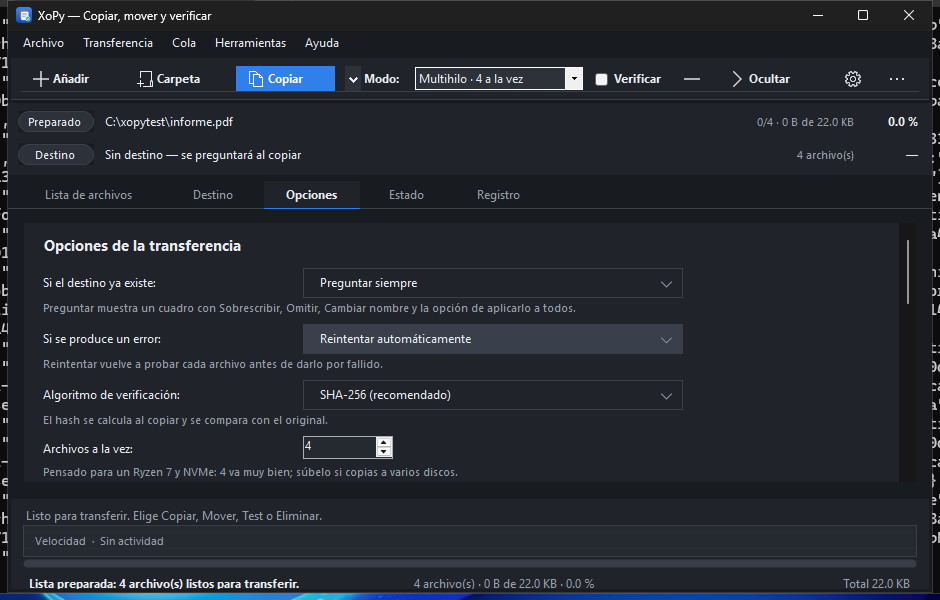 XoPy — Copiar, mover y verificar
Archivo Transferencia Cola Herramientas Ayuda
Añadir Carpeta Copiar Modo: Multihilo · 4 a la vez Verificar Ocultar ···
Preparado C:\xopytest\informe.pdf 0/4 · 0 B de 22.0 KB 0.0 %
Destino Sin destino — se preguntará al copiar 4 archivo(s) —
Lista de archivos Destino Opciones Estado Registro
Opciones de la transferencia
Si el destino ya existe: Preguntar siempre
Preguntar muestra un cuadro con Sobrescribir, Omitir, Cambiar nombre y la opción de aplicarlo a todos.
Si se produce un error: Reintentar automáticamente
Reintentar vuelve a probar cada archivo antes de darlo por fallido.
Algoritmo de verificación: SHA-256 (recomendado)
El hash se calcula al copiar y se compara con el original.
Archivos a la vez: 4
Pensado para un Ryzen 7 y NVMe: 4 va muy bien; súbelo si copias a varios discos.
Listo para transferir. Elige Copiar, Mover, Test o Eliminar.
Velocidad · Sin actividad
Lista preparada: 4 archivo(s) listos para transferir. 4 archivo(s) · 0 B de 22.0 KB · 0.0 % Total 22.0 KB